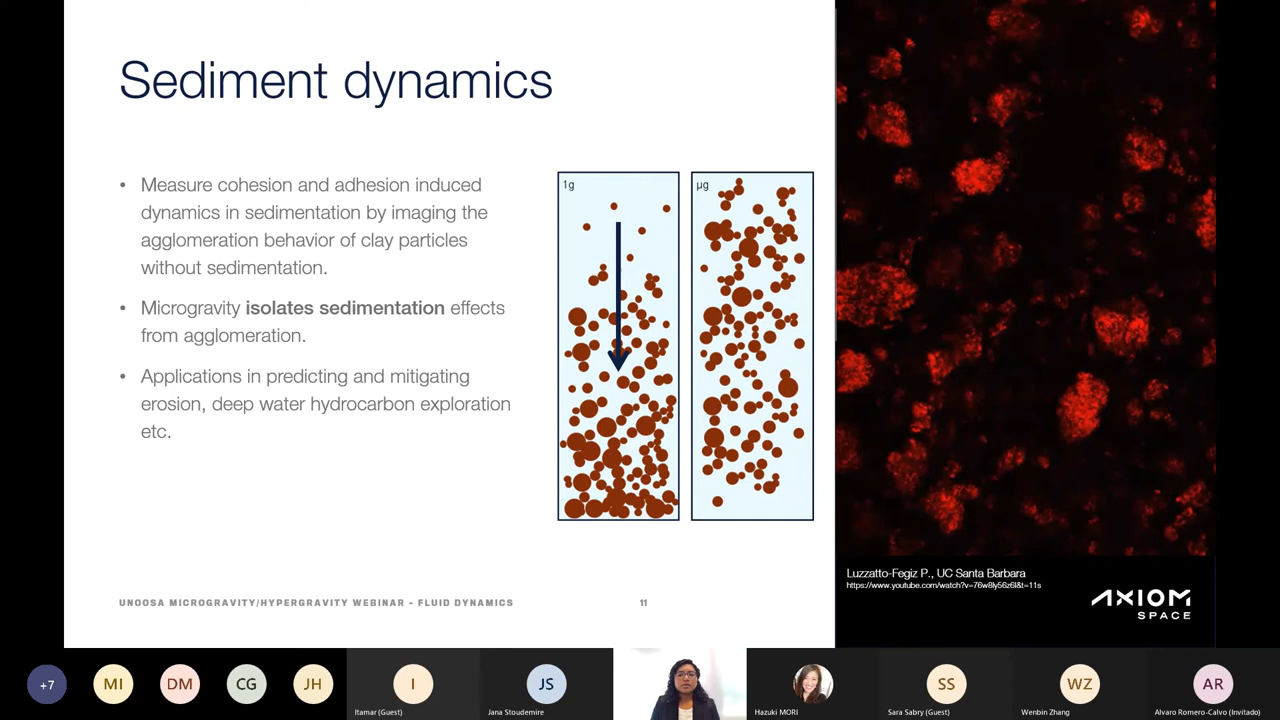 Sediment dynamics
• Measure cohesion and adhesion induced
dynamics in sedimentation by imaging the
agglomeration behavior of clay particles
without sedimentation.
• Microgravity isolates sedimentation effects
from agglomeration.
• Applications in predicting and mitigating
erosion, deep water hydrocarbon exploration
etc.
1g
µg
Luzzatto-Fegiz P., UC Santa Barbara
https://www.youtube.com/watch?v=76w8ly56z6I&t=11s
AXIOM
SPACE
UNOOSA MICROGRAVITY/HYPERGRAVITY WEBINAR – FLUID DYNAMICS
11
+7
MI
DM
CG
JH
I
Itamar (Guest)
JS
Jana Stoudemire
Hazuki MORI
SS
Sara Sabry (Guest)
WZ
Wenbin Zhang
AR
Alvaro Romero-Calvo (Invitado)